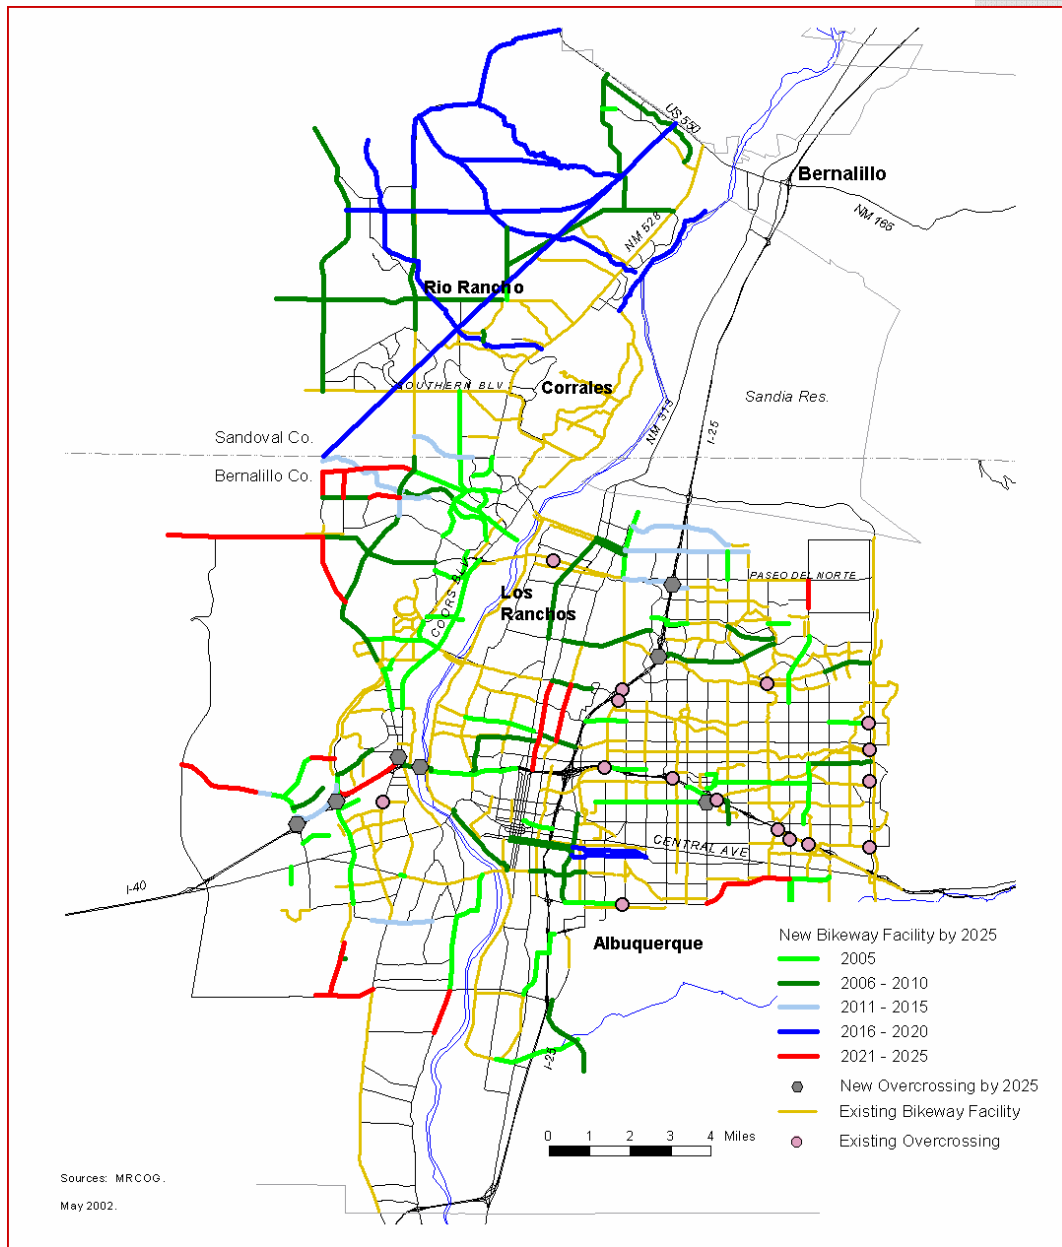 US 550
Bernalillo
NM 165
NM 528
Rio Rancho
SOUTHERN BLV
Corrales
Sandia Res.
NM 313
I-25
Sandoval Co.
Bernalillo Co.
PASEO DEL NORTE
COORS BLV
Los
Ranchos
CENTRAL AVE
I-40
Albuquerque
New Bikeway Facility by 2025
2005
2006 - 2010
2011 - 2015
2016 - 2020
2021 - 2025
New Overcrossing by 2025
Existing Bikeway Facility
Existing Overcrossing
I-25
0 1 2 3 4 Miles
Sources: MRCOG.
May 2002.